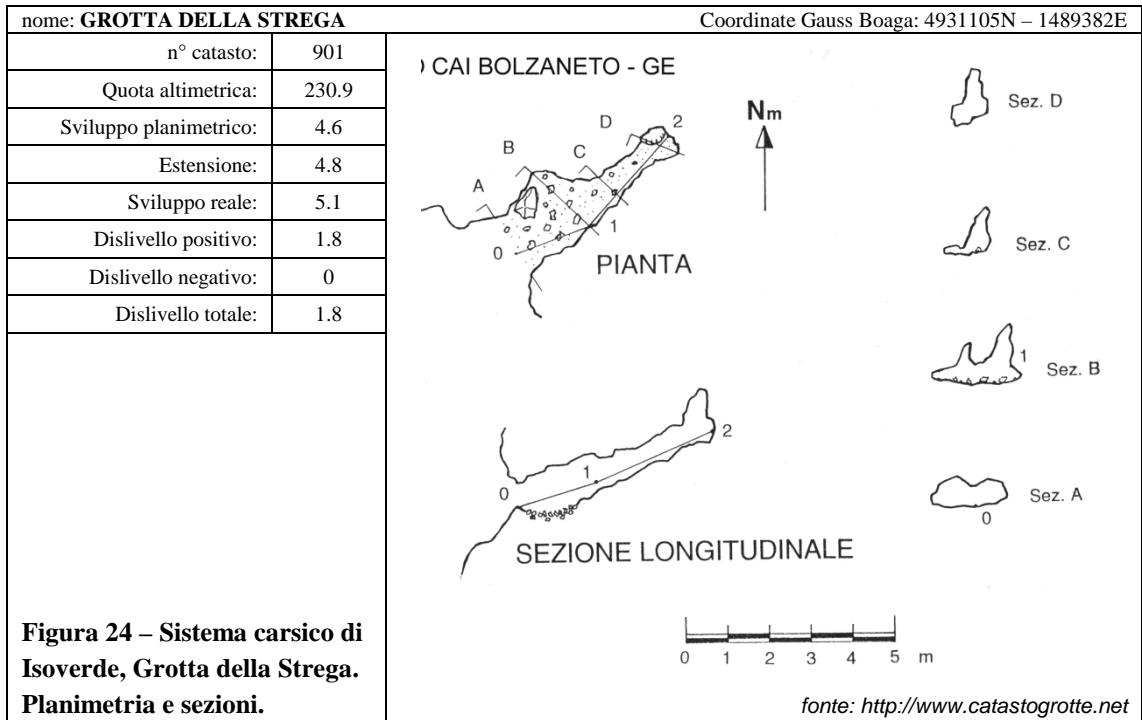 nome: GROTTA DELLA STREGA Coordinate Gauss Boaga: 4931105N – 1489382E
n° catasto: 901
Quota altimetrica: 230.9
Sviluppo planimetrico: 4.6
Estensione: 4.8
Sviluppo reale: 5.1
Dislivello positivo: 1.8
Dislivello negativo: 0
Dislivello totale: 1.8
Figura 24 – Sistema carsico di
Isoverde, Grotta della Strega.
Planimetria e sezioni.
CAI BOLZANETO - GE
Nm
D 2
B C
A
1
0
PIANTA
2
1
0
SEZIONE LONGITUDINALE
Sez. D
Sez. C
1 Sez. B
Sez. A
0
0 1 2 3 4 5 m
fonte: http://www.catastogrotte.net